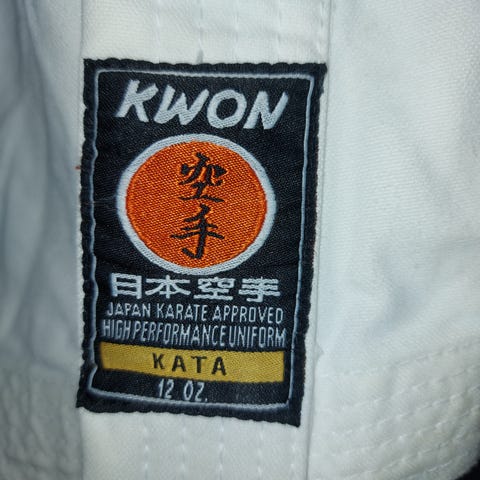 KWON
空
手
日本空手
JAPAN KARATE APPROVED
HIGH PERFORMANCE UNIFORM
KATA
12 OZ.